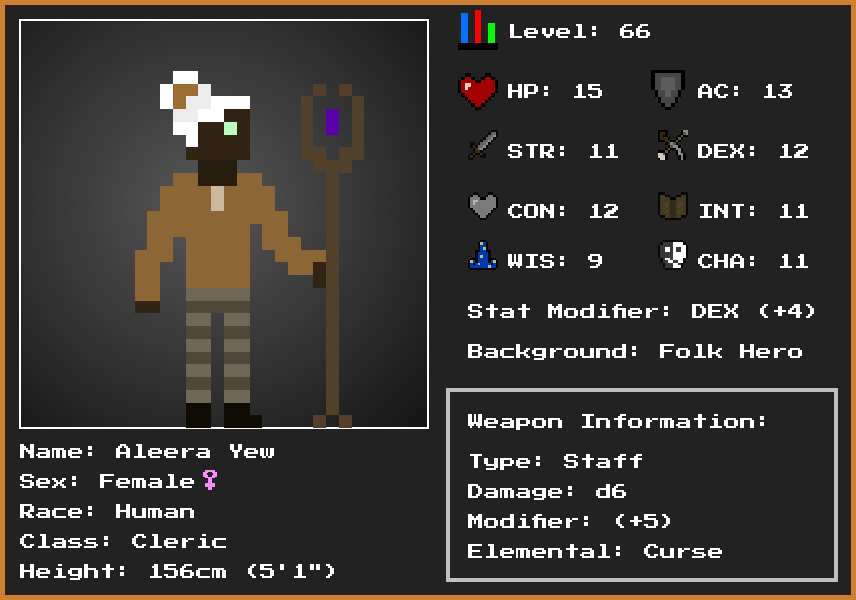 Level: 66
HP: 15 AC: 13
STR: 11 DEX: 12
CON: 12 INT: 11
WIS: 9 CHA: 11
Stat Modifier: DEX (+4)
Background: Folk Hero
Weapon Information:
Type: Staff
Damage: d6
Modifier: (+5)
Elemental: Curse
Name: Aleera Yew
Sex: Female♀
Race: Human
Class: Cleric
Height: 156cm (5'1")